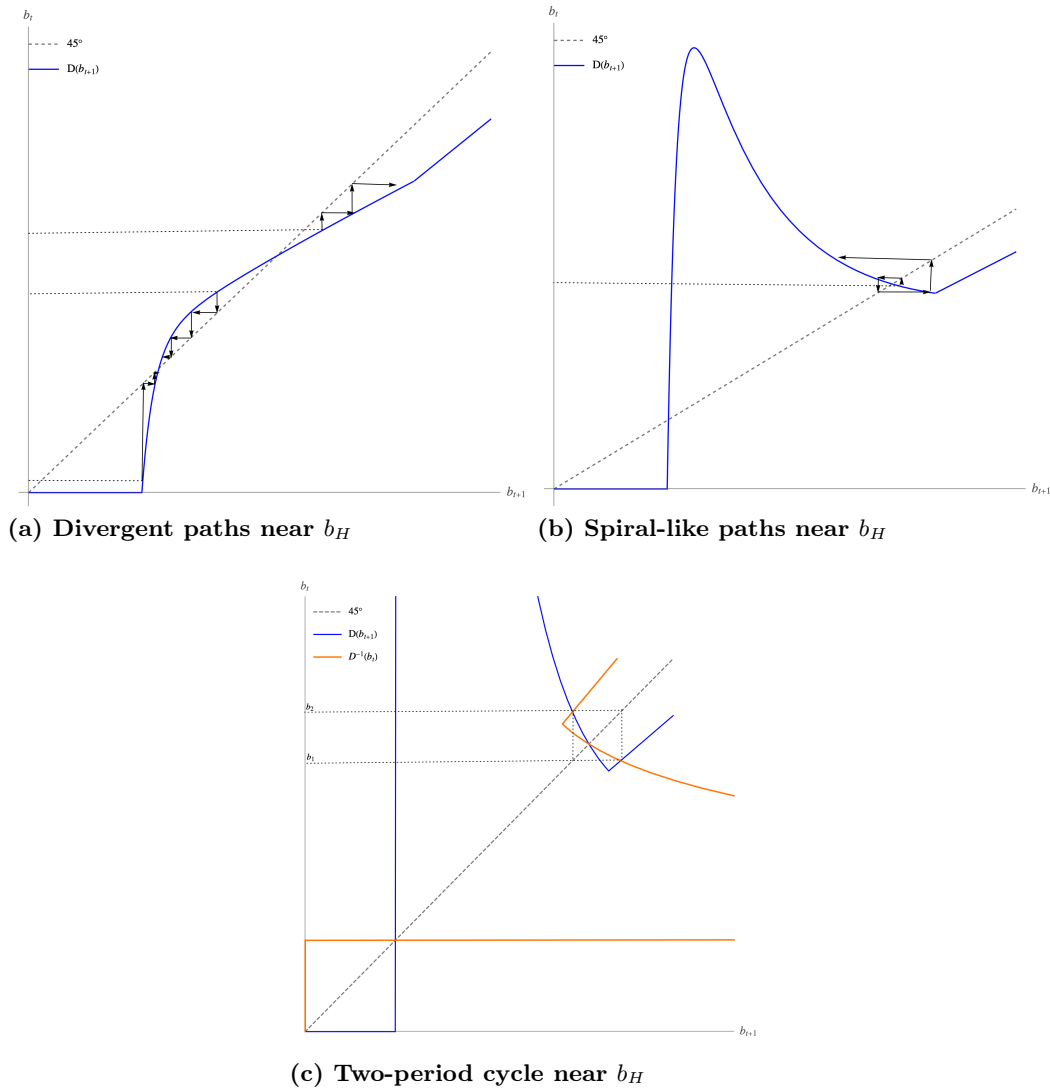 b_t
45°
D(b_{t+1})
b_{t+1}
(a) Divergent paths near b_H
b_t
45°
D(b_{t+1})
b_{t+1}
(b) Spiral-like paths near b_H
b_t
45°
D(b_{t+1})
D^{-1}(b_t)
b_2
b_1
b_{t+1}
(c) Two-period cycle near b_H